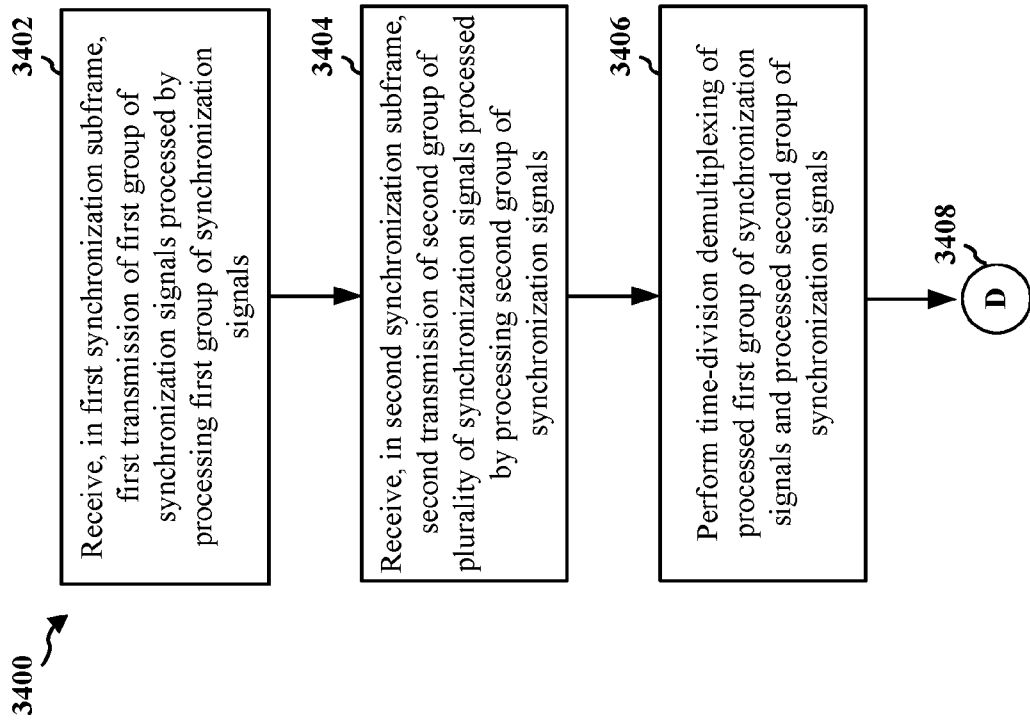 3400
3402
Receive, in first synchronization subframe,
first transmission of first group of
synchronization signals processed by
processing first group of synchronization
signals
3404
Receive, in second synchronization subframe,
second transmission of second group of
plurality of synchronization signals processed
by processing second group of
synchronization signals
3406
Perform time-division demultiplexing of
processed first group of synchronization
signals and processed second group of
synchronization signals
3408
D